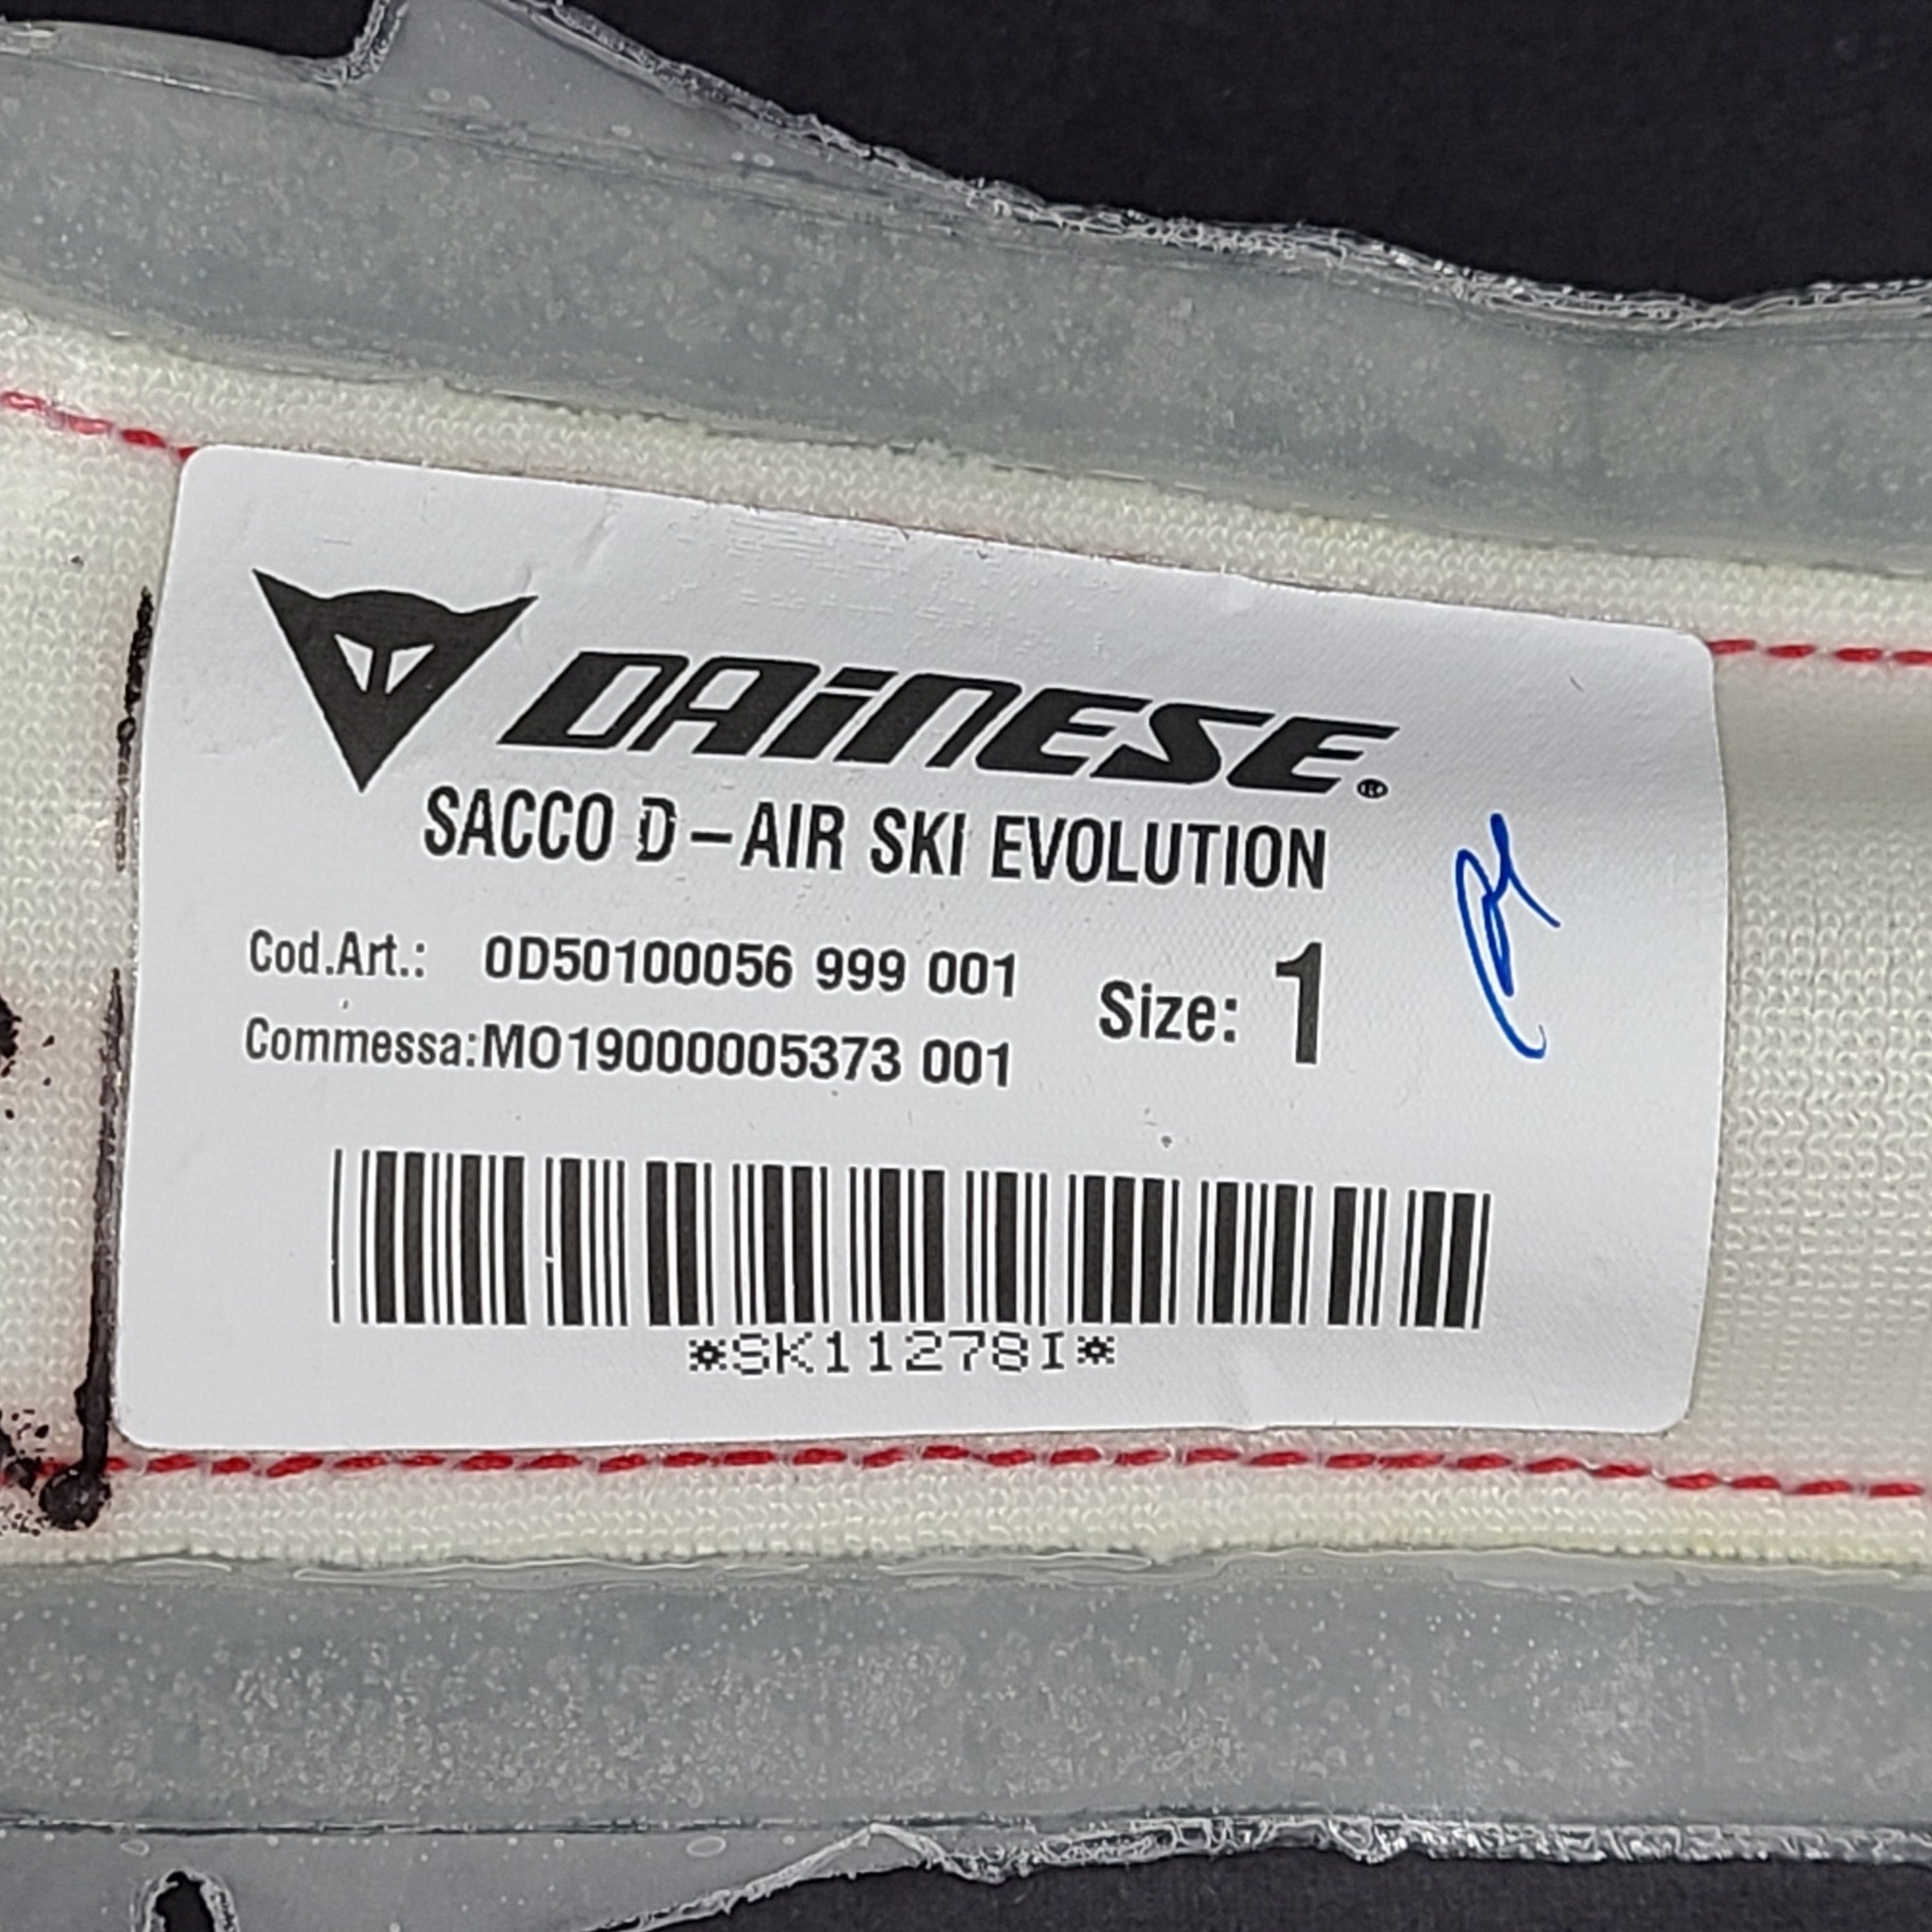 DAINESE®
SACCO D-AIR SKI EVOLUTION
Cod.Art.: 0D50100056 999 001
Size: 1
Commessa:MO19000005373 001
*SK11278I*